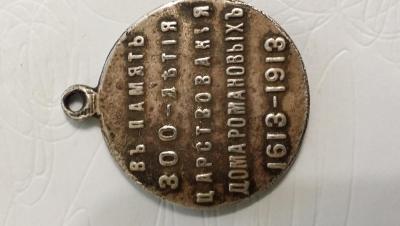 ВЪ ПАМЯТЬ
300-ЛѢТІЯ
ЦАРСТВОВАНІЯ
ДОМА РОМАНОВЫХЪ
1613-1913